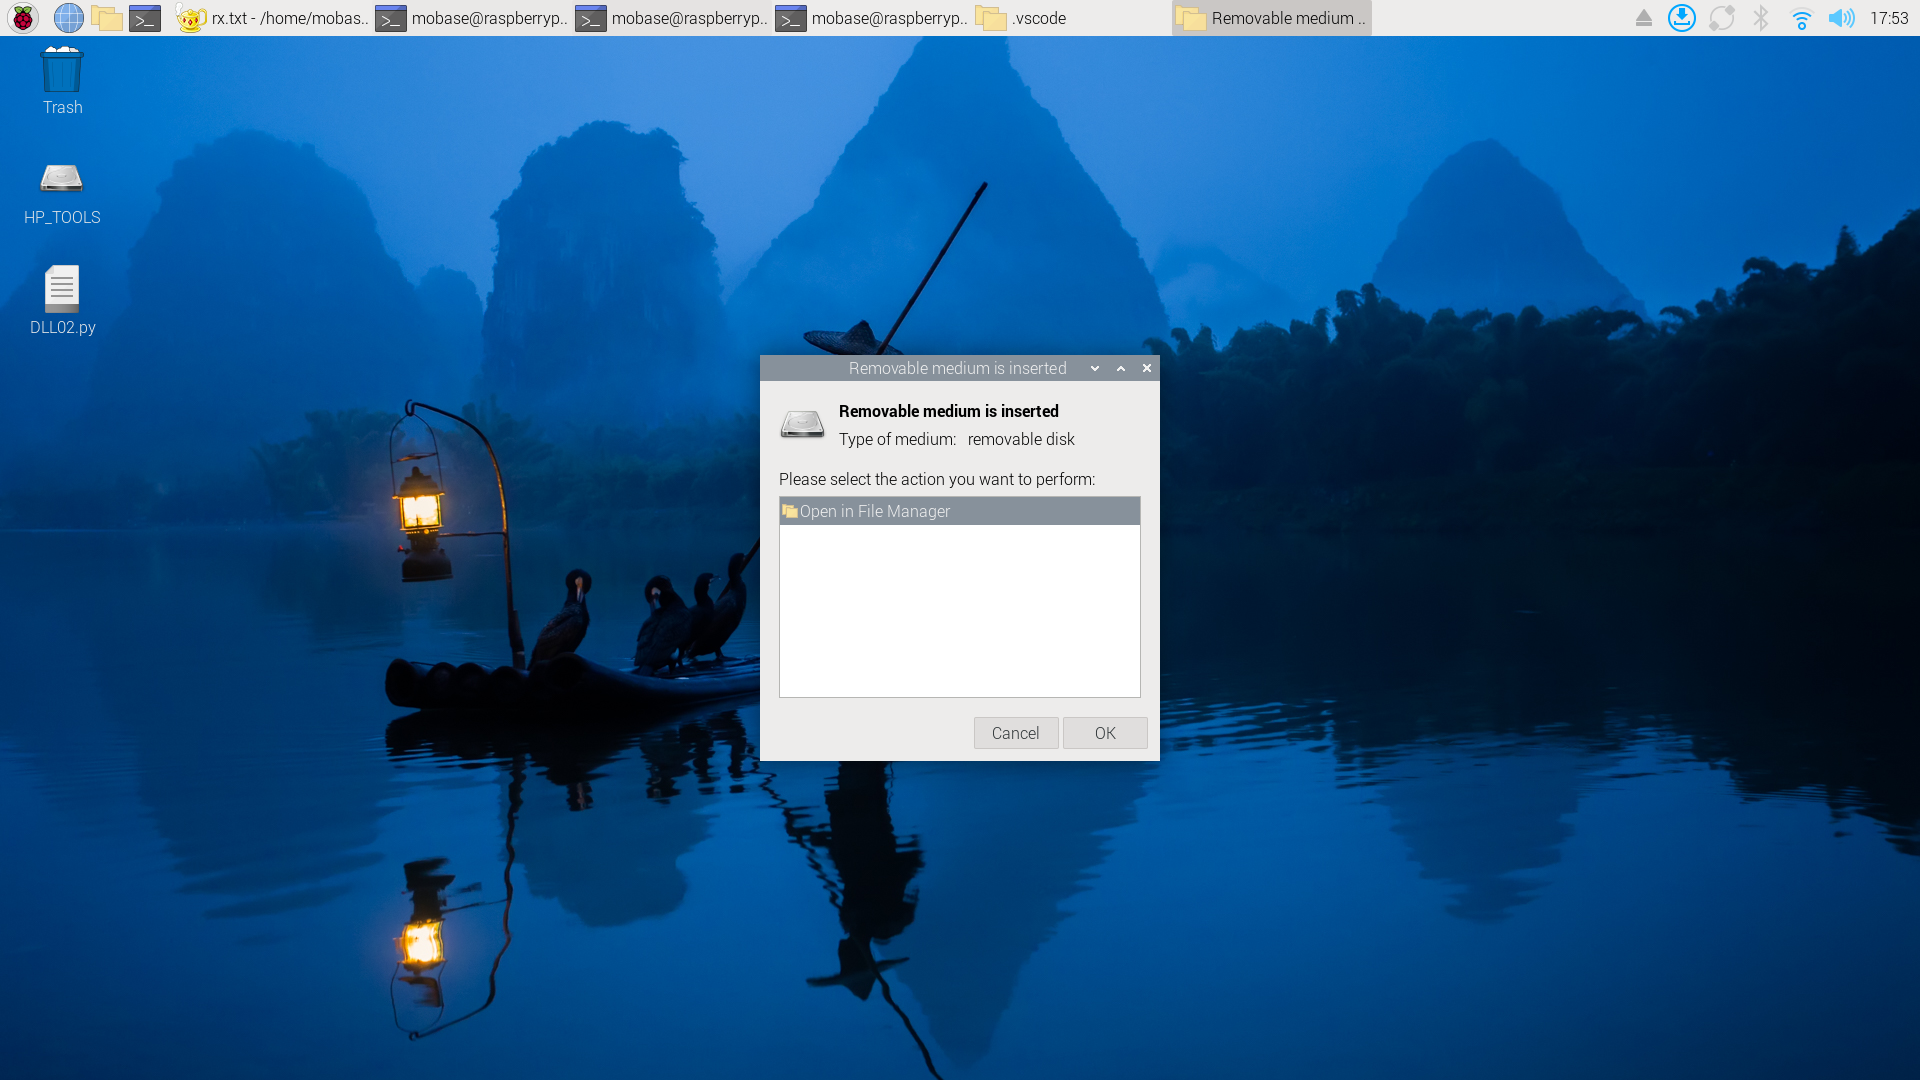 rx.txt - /home/mobas..
mobase@raspberryp..
mobase@raspberryp..
mobase@raspberryp..
.vscode
Removable medium ..
17:53
Trash
HP_TOOLS
DLL02.py
Removable medium is inserted
Removable medium is inserted
Type of medium: removable disk
Please select the action you want to perform:
Open in File Manager
Cancel
OK